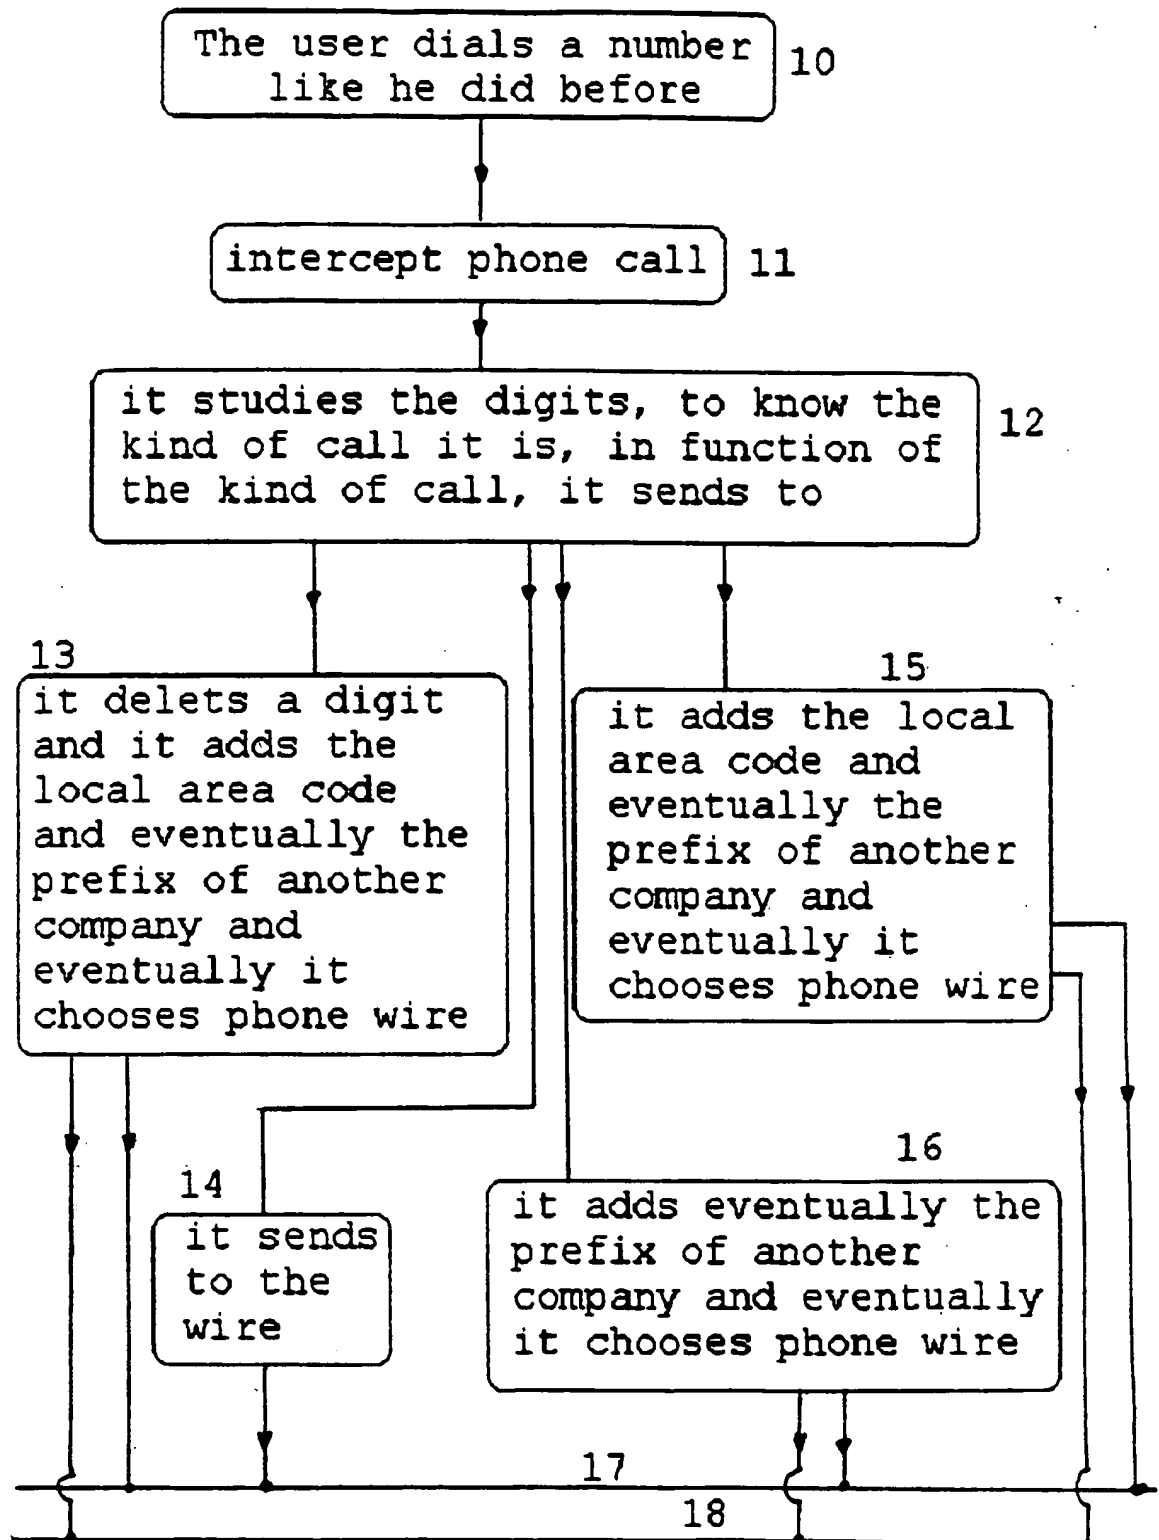 The user dials a number
like he did before
10
intercept phone call
11
it studies the digits, to know the
kind of call it is, in function of
the kind of call, it sends to
12
13
it delets a digit
and it adds the
local area code
and eventually the
prefix of another
company and
eventually it
chooses phone wire
15
it adds the local
area code and
eventually the
prefix of another
company and
eventually it
chooses phone wire
14
it sends
to the
wire
16
it adds eventually the
prefix of another
company and eventually
it chooses phone wire
17
18